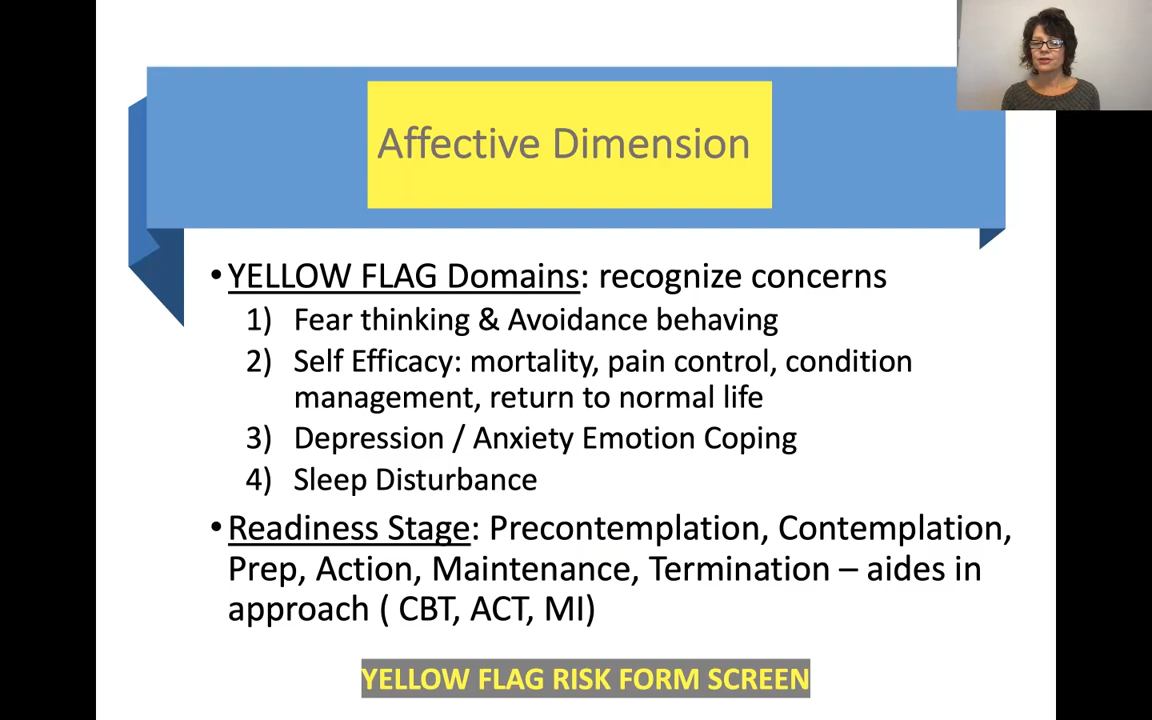 Affective Dimension
•YELLOW FLAG Domains: recognize concerns
1) Fear thinking & Avoidance behaving
2) Self Efficacy: mortality, pain control, condition
management, return to normal life
3) Depression / Anxiety Emotion Coping
4) Sleep Disturbance
•Readiness Stage: Precontemplation, Contemplation,
Prep, Action, Maintenance, Termination – aides in
approach ( CBT, ACT, MI)
YELLOW FLAG RISK FORM SCREEN